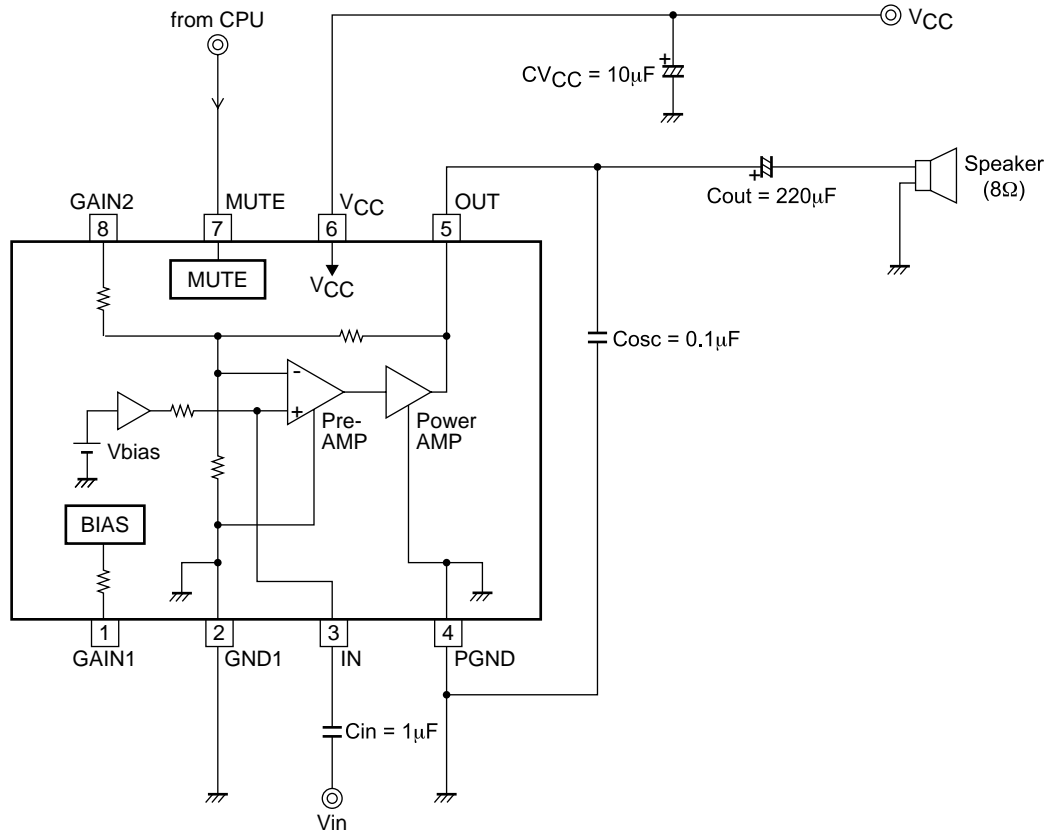 from CPU
VCC
CVCC = 10μF
+
Speaker
(8Ω)
+
Cout = 220μF
GAIN2
MUTE
VCC
OUT
8
7
6
5
MUTE
VCC
Cosc = 0.1μF
-
+
Pre-
AMP
Power
AMP
Vbias
BIAS
1
2
3
4
GAIN1
GND1
IN
PGND
Cin = 1μF
Vin